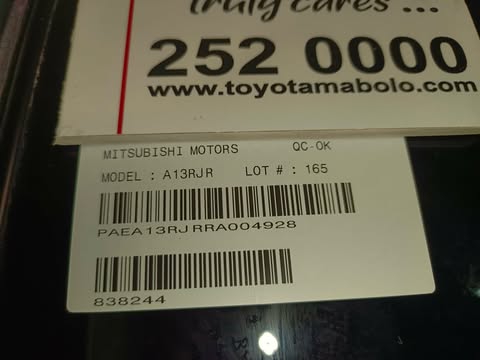 truly cares ...
252 0000
www.toyotamabolo.com
MITSUBISHI MOTORS QC-OK
MODEL : A13RJR LOT # : 165
PAEA13RJRRA004928
838244